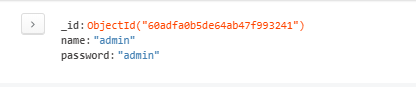 _id: ObjectId("60adfa0b5de64ab47f993241")
name: "admin"
password: "admin"